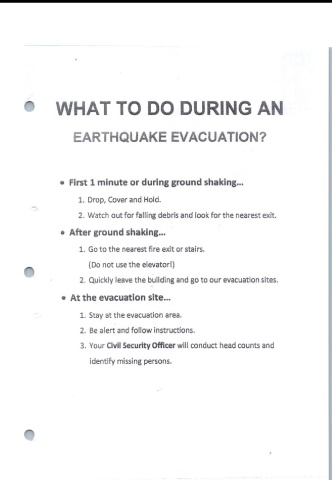 WHAT TO DO DURING AN
EARTHQUAKE EVACUATION?
• First 1 minute or during ground shaking...
1. Drop, Cover and Hold.
2. Watch out for falling debris and look for the nearest exit.
• After ground shaking...
1. Go to the nearest fire exit or stairs.
(Do not use the elevator!)
2. Quickly leave the building and go to our evacuation sites.
• At the evacuation site...
1. Stay at the evacuation area.
2. Be alert and follow instructions.
3. Your Civil Security Officer will conduct head counts and
identify missing persons.